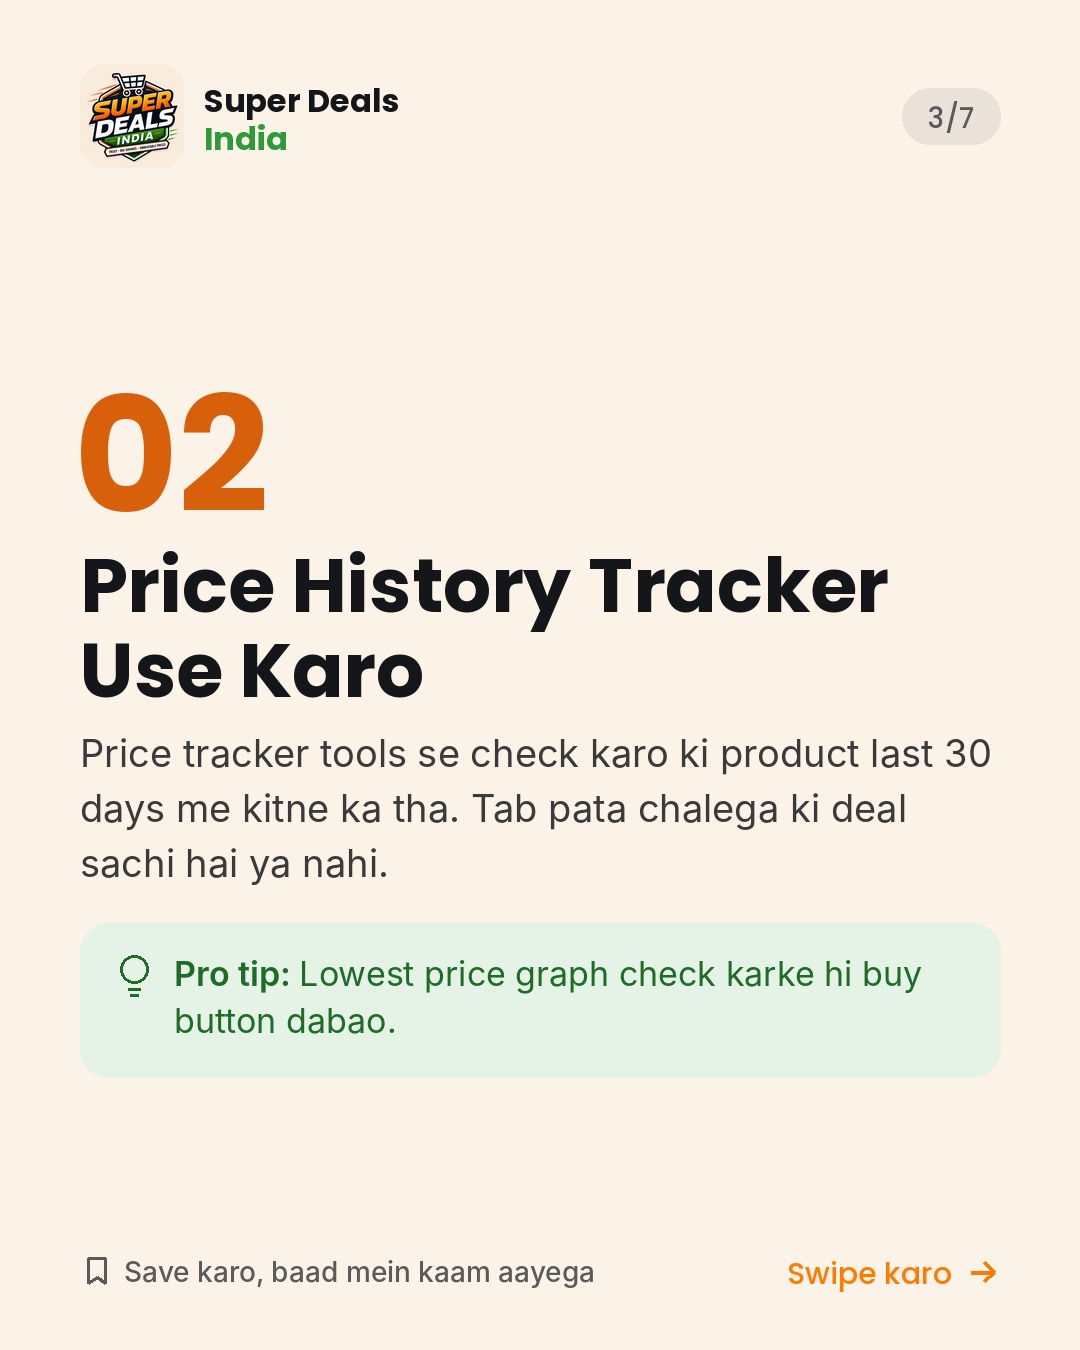 SUPER
DEALS
INDIA
Super Deals
India
3/7
02
Price History Tracker
Use Karo
Price tracker tools se check karo ki product last 30
days me kitne ka tha. Tab pata chalega ki deal
sachi hai ya nahi.
Pro tip: Lowest price graph check karke hi buy
button dabao.
Save karo, baad mein kaam aayega
Swipe karo